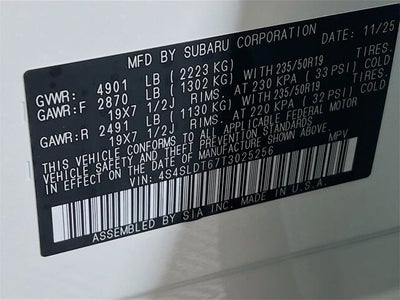 MFD BY SUBARU CORPORATION DATE: 11/25
GVWR: 4901 LB (2223 KG)
GAWR: F 2870 LB (1302 KG) WITH 235/50R19 TIRES.
19X7 1/2J RIMS. AT 230 KPA (33 PSI) COLD
GAWR: R 2491 LB (1130 KG) WITH 235/50R19 TIRES.
19X7 1/2J RIMS. AT 220 KPA (32 PSI) COLD
THIS VEHICLE CONFORMS TO ALL APPLICABLE FEDERAL MOTOR
VEHICLE SAFETY, BUMPER, AND THEFT PREVENTION STANDARDS
IN EFFECT ON THE DATE OF MANUFACTURE SHOWN ABOVE.
VIN: 4S4SLDT67T3025256 MPV
ASSEMBLED BY SIA INC. MADE IN U.S.A.